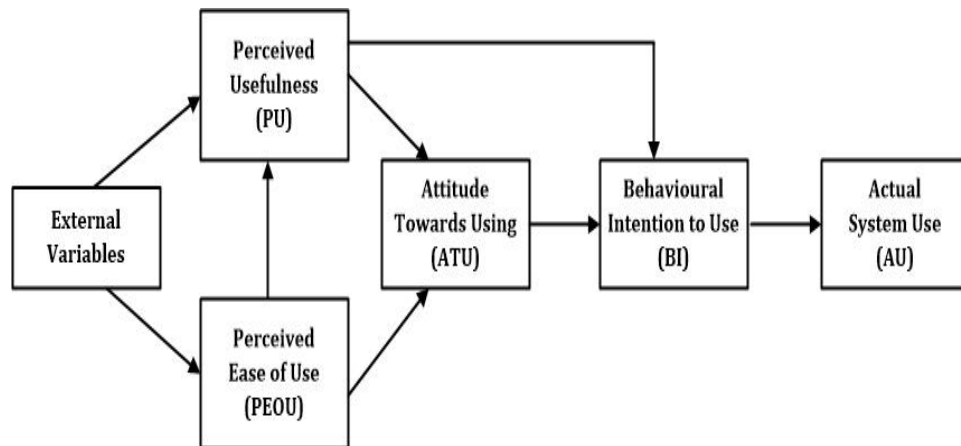 Perceived
Usefulness
(PU)
External
Variables
Perceived
Ease of Use
(PEOU)
Attitude
Towards Using
(ATU)
Behavioural
Intention to Use
(BI)
Actual
System Use
(AU)